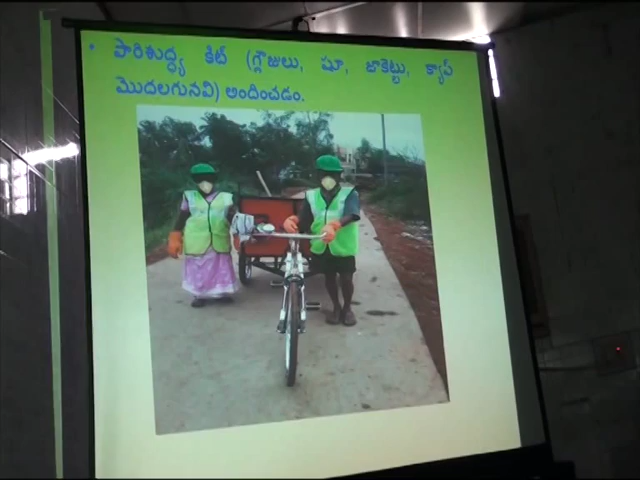 • పారిశుద్ధ్య కిట్ (గ్లౌజులు, షూ, జాకెట్టు, క్యాప్
మొదలగునవి) అందించడం.